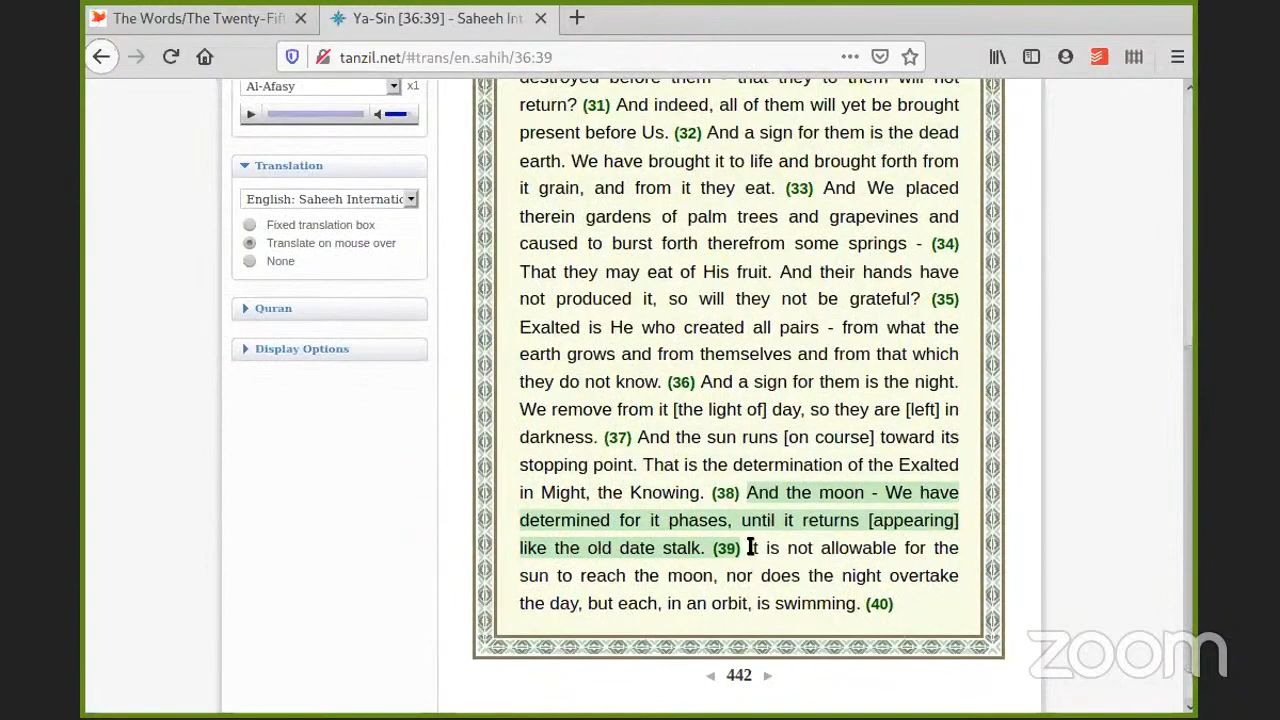 The Words/The Twenty-Fift
Ya-Sin [36:39] - Saheeh Int
tanzil.net/#trans/en.sahih/36:39
Al-Afasy
x1
Translation
English: Saheeh Internatio
Fixed translation box
Translate on mouse over
None
Quran
Display Options
destroyed before them - that they to them will not
return? (31) And indeed, all of them will yet be brought
present before Us. (32) And a sign for them is the dead
earth. We have brought it to life and brought forth from
it grain, and from it they eat. (33) And We placed
therein gardens of palm trees and grapevines and
caused to burst forth therefrom some springs - (34)
That they may eat of His fruit. And their hands have
not produced it, so will they not be grateful? (35)
Exalted is He who created all pairs - from what the
earth grows and from themselves and from that which
they do not know. (36) And a sign for them is the night.
We remove from it [the light of] day, so they are [left] in
darkness. (37) And the sun runs [on course] toward its
stopping point. That is the determination of the Exalted
in Might, the Knowing. (38) And the moon - We have
determined for it phases, until it returns [appearing]
like the old date stalk. (39) It is not allowable for the
sun to reach the moon, nor does the night overtake
the day, but each, in an orbit, is swimming. (40)
442
zoom